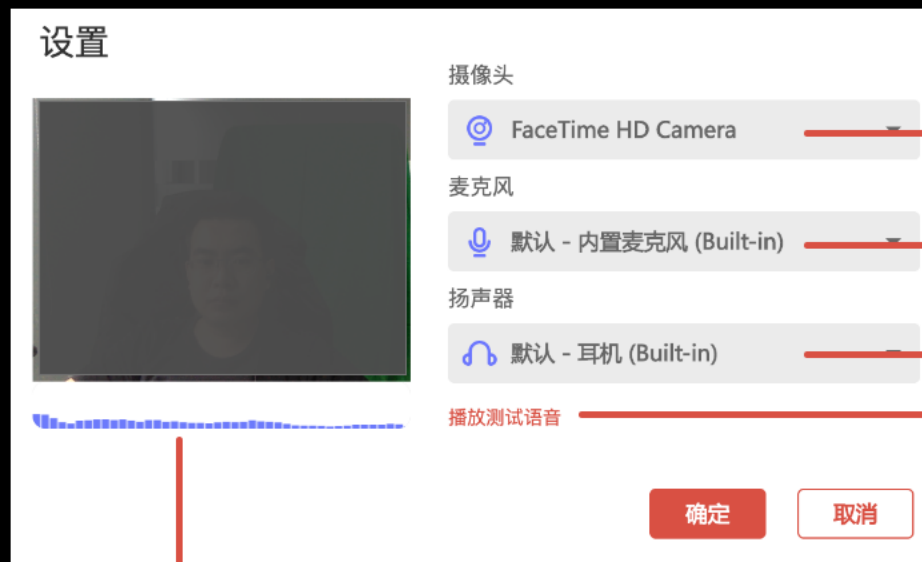 设置
摄像头
FaceTime HD Camera
麦克风
默认 - 内置麦克风 (Built-in)
扬声器
默认 - 耳机 (Built-in)
播放测试语音
确定
取消